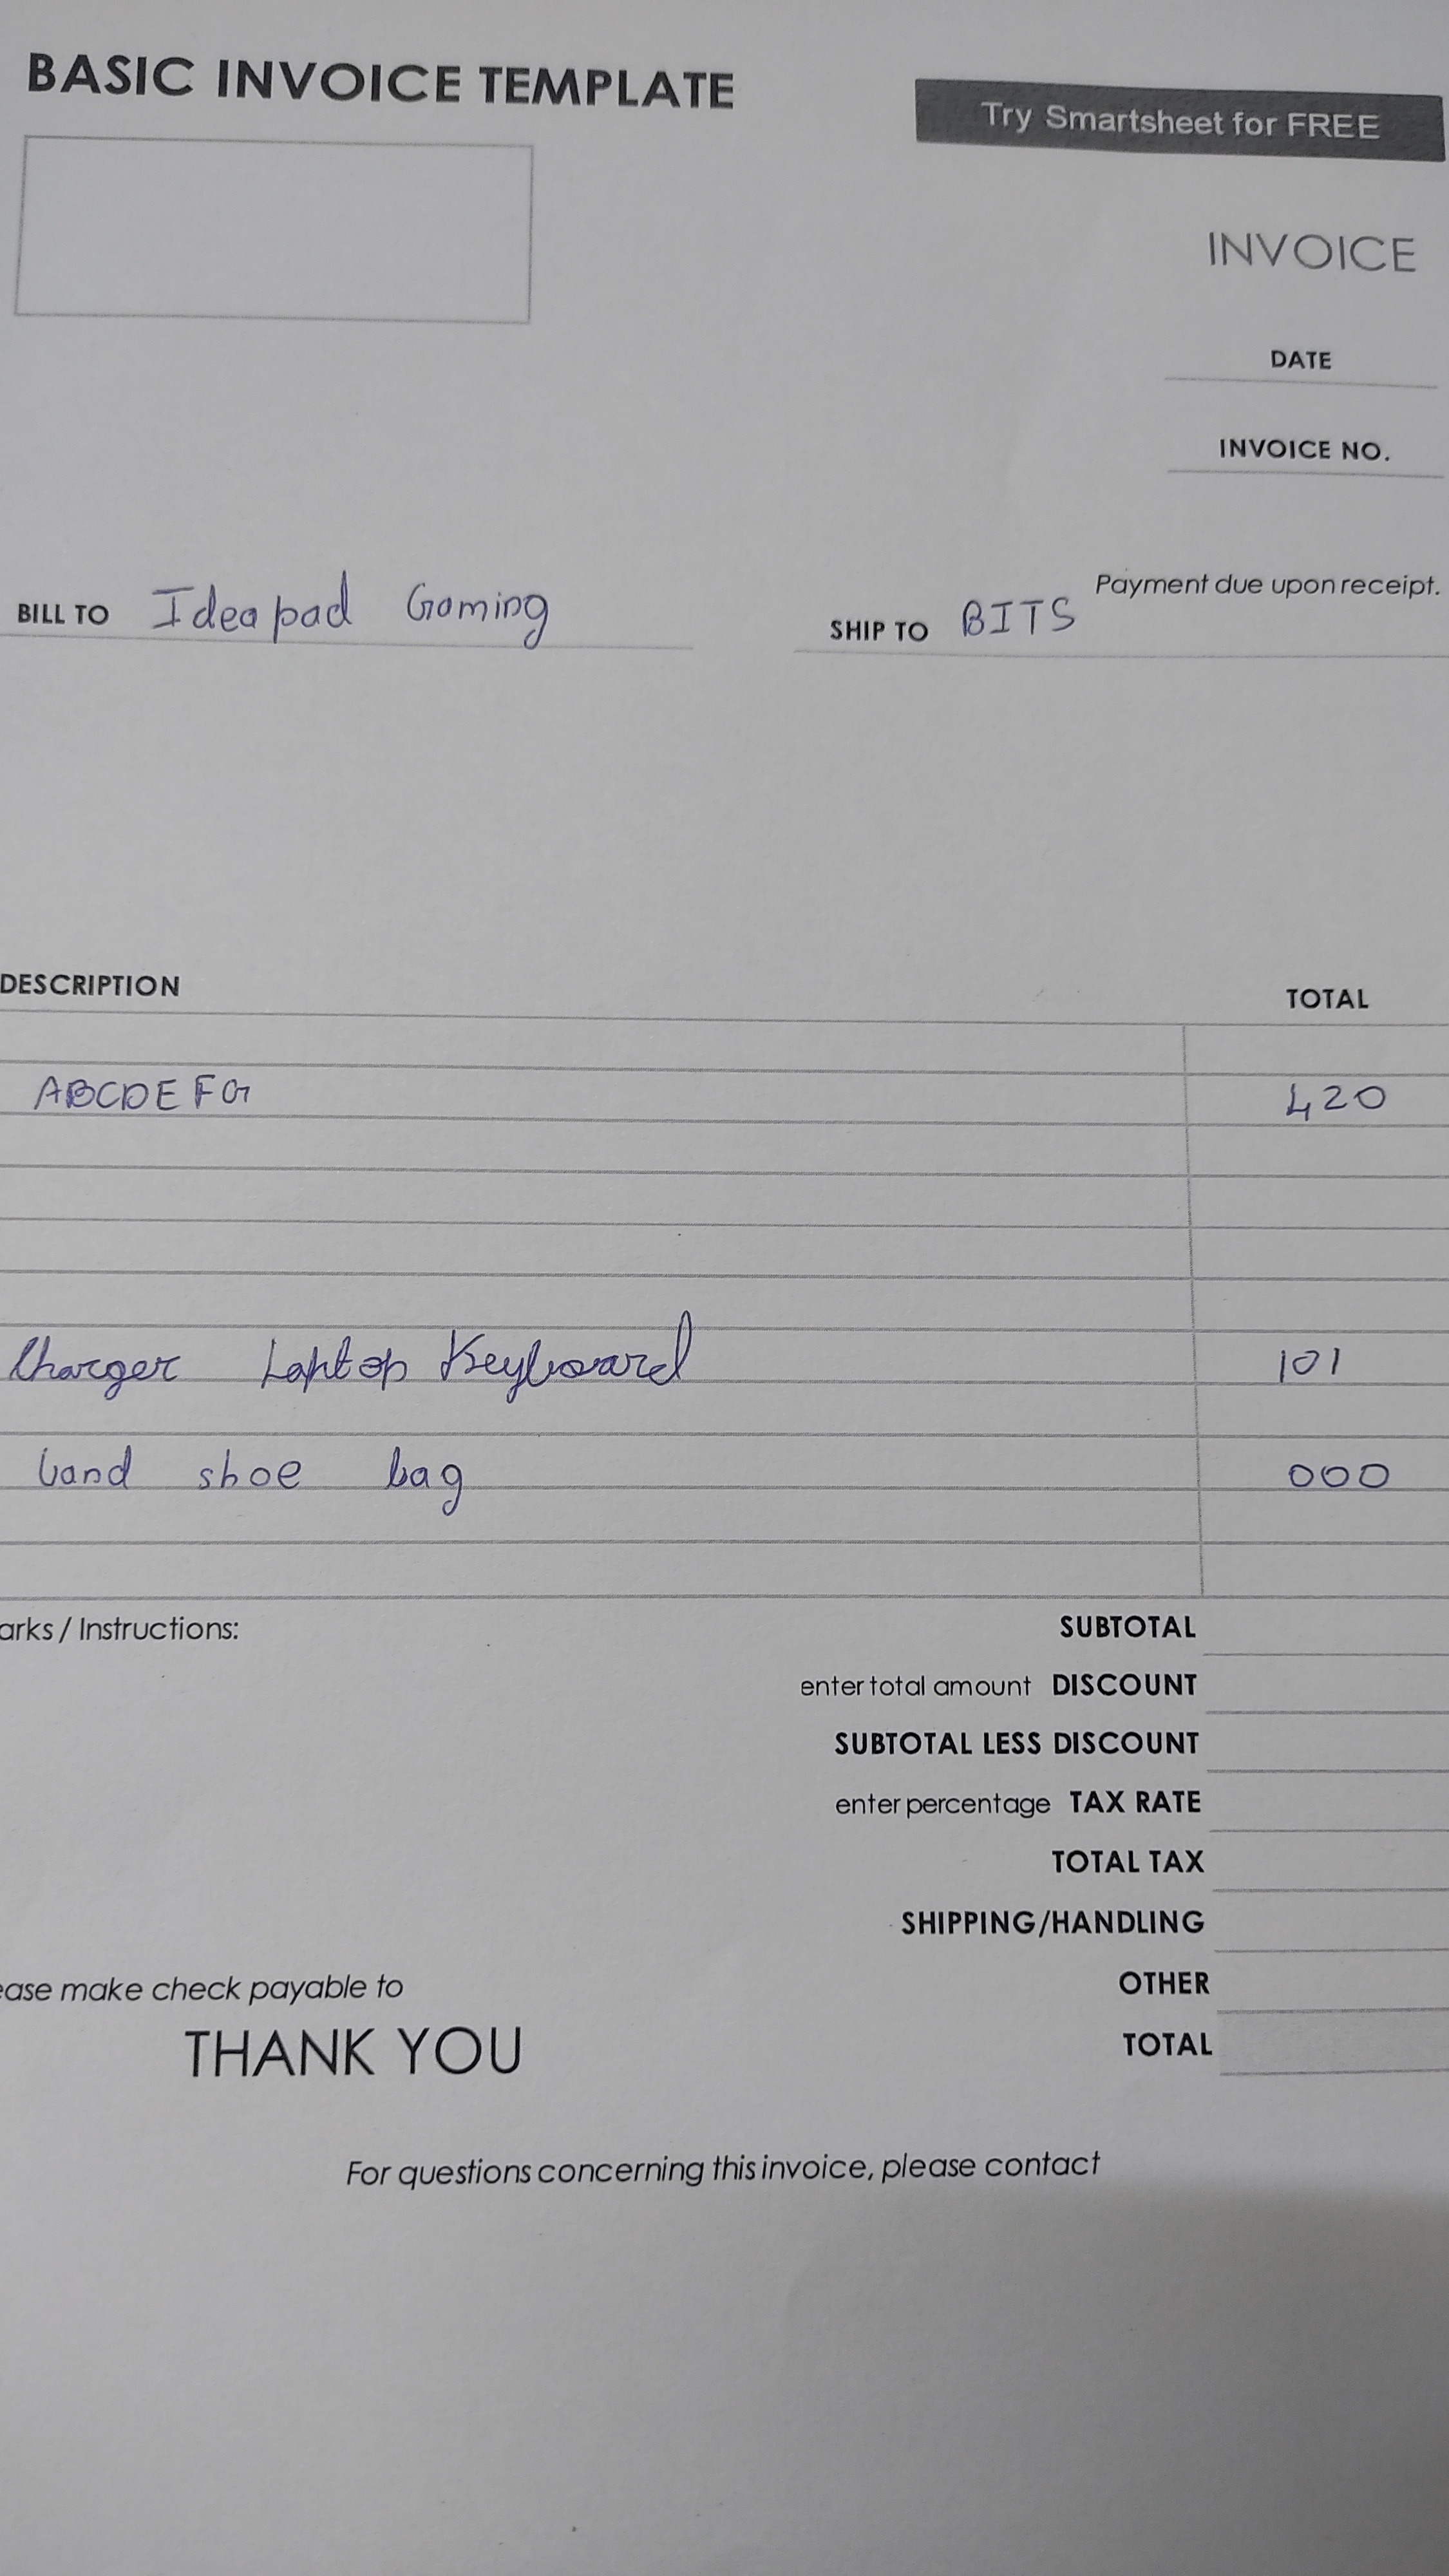 BASIC INVOICE TEMPLATE
Try Smartsheet for FREE
INVOICE
DATE
INVOICE NO.
Payment due upon receipt.
BILL TO Ideapad Gaming
SHIP TO BITS
DESCRIPTION TOTAL
ABCDEFG 420
Charger Laptop Keyboard 101
band shoe bag 000
arks / Instructions:
SUBTOTAL
enter total amount DISCOUNT
SUBTOTAL LESS DISCOUNT
enter percentage TAX RATE
TOTAL TAX
SHIPPING/HANDLING
OTHER
ease make check payable to
THANK YOU
TOTAL
For questions concerning this invoice, please contact